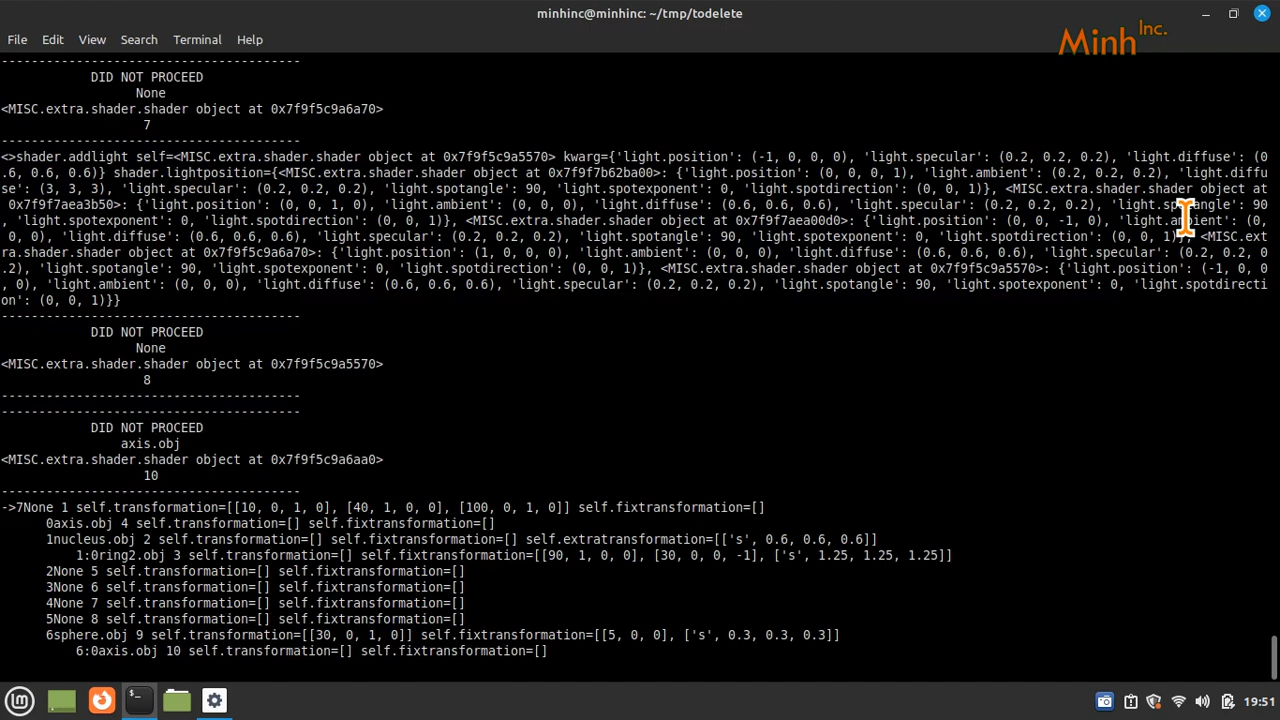 minhinc@minhinc: ~/tmp/todelete
File Edit View Search Terminal Help
Minh Inc.
----------------------------------------
DID NOT PROCEED
None
<MISC.extra.shader.shader object at 0x7f9f5c9a6a70>
7
----------------------------------------
<>shader.addlight self=<MISC.extra.shader.shader object at 0x7f9f5c9a5570> kwarg={'light.position': (-1, 0, 0, 0), 'light.specular': (0.2, 0.2, 0.2), 'light.diffuse': (0
.6, 0.6, 0.6)} shader.lightposition={<MISC.extra.shader.shader object at 0x7f9f7b62ba00>: {'light.position': (0, 0, 0, 1), 'light.ambient': (0.2, 0.2, 0.2), 'light.diffu
se': (3, 3, 3), 'light.specular': (0.2, 0.2, 0.2), 'light.spotangle': 90, 'light.spotexponent': 0, 'light.spotdirection': (0, 0, 1)}, <MISC.extra.shader.shader object at
0x7f9f7aea3b50>: {'light.position': (0, 0, 1, 0), 'light.ambient': (0, 0, 0), 'light.diffuse': (0.6, 0.6, 0.6), 'light.specular': (0.2, 0.2, 0.2), 'light.spotangle': 90
, 'light.spotexponent': 0, 'light.spotdirection': (0, 0, 1)}, <MISC.extra.shader.shader object at 0x7f9f7aea00d0>: {'light.position': (0, 0, -1, 0), 'light.ambient': (0,
0, 0), 'light.diffuse': (0.6, 0.6, 0.6), 'light.specular': (0.2, 0.2, 0.2), 'light.spotangle': 90, 'light.spotexponent': 0, 'light.spotdirection': (0, 0, 1)}, <MISC.ext
ra.shader.shader object at 0x7f9f5c9a6a70>: {'light.position': (1, 0, 0, 0), 'light.ambient': (0, 0, 0), 'light.diffuse': (0.6, 0.6, 0.6), 'light.specular': (0.2, 0.2, 0
.2), 'light.spotangle': 90, 'light.spotexponent': 0, 'light.spotdirection': (0, 0, 1)}, <MISC.extra.shader.shader object at 0x7f9f5c9a5570>: {'light.position': (-1, 0, 0
, 0), 'light.ambient': (0, 0, 0), 'light.diffuse': (0.6, 0.6, 0.6), 'light.specular': (0.2, 0.2, 0.2), 'light.spotangle': 90, 'light.spotexponent': 0, 'light.spotdirecti
on': (0, 0, 1)}}
----------------------------------------
DID NOT PROCEED
None
<MISC.extra.shader.shader object at 0x7f9f5c9a5570>
8
----------------------------------------
----------------------------------------
DID NOT PROCEED
axis.obj
<MISC.extra.shader.shader object at 0x7f9f5c9a6aa0>
10
----------------------------------------
->7None 1 self.transformation=[[10, 0, 1, 0], [40, 1, 0, 0], [100, 0, 1, 0]] self.fixtransformation=[]
0axis.obj 4 self.transformation=[] self.fixtransformation=[]
1nucleus.obj 2 self.transformation=[] self.fixtransformation=[] self.extratransformation=[['s', 0.6, 0.6, 0.6]]
1:0ring2.obj 3 self.transformation=[] self.fixtransformation=[[90, 1, 0, 0], [30, 0, 0, -1], ['s', 1.25, 1.25, 1.25]]
2None 5 self.transformation=[] self.fixtransformation=[]
3None 6 self.transformation=[] self.fixtransformation=[]
4None 7 self.transformation=[] self.fixtransformation=[]
5None 8 self.transformation=[] self.fixtransformation=[]
6sphere.obj 9 self.transformation=[[30, 0, 1, 0]] self.fixtransformation=[[5, 0, 0], ['s', 0.3, 0.3, 0.3]]
6:0axis.obj 10 self.transformation=[] self.fixtransformation=[]
19:51